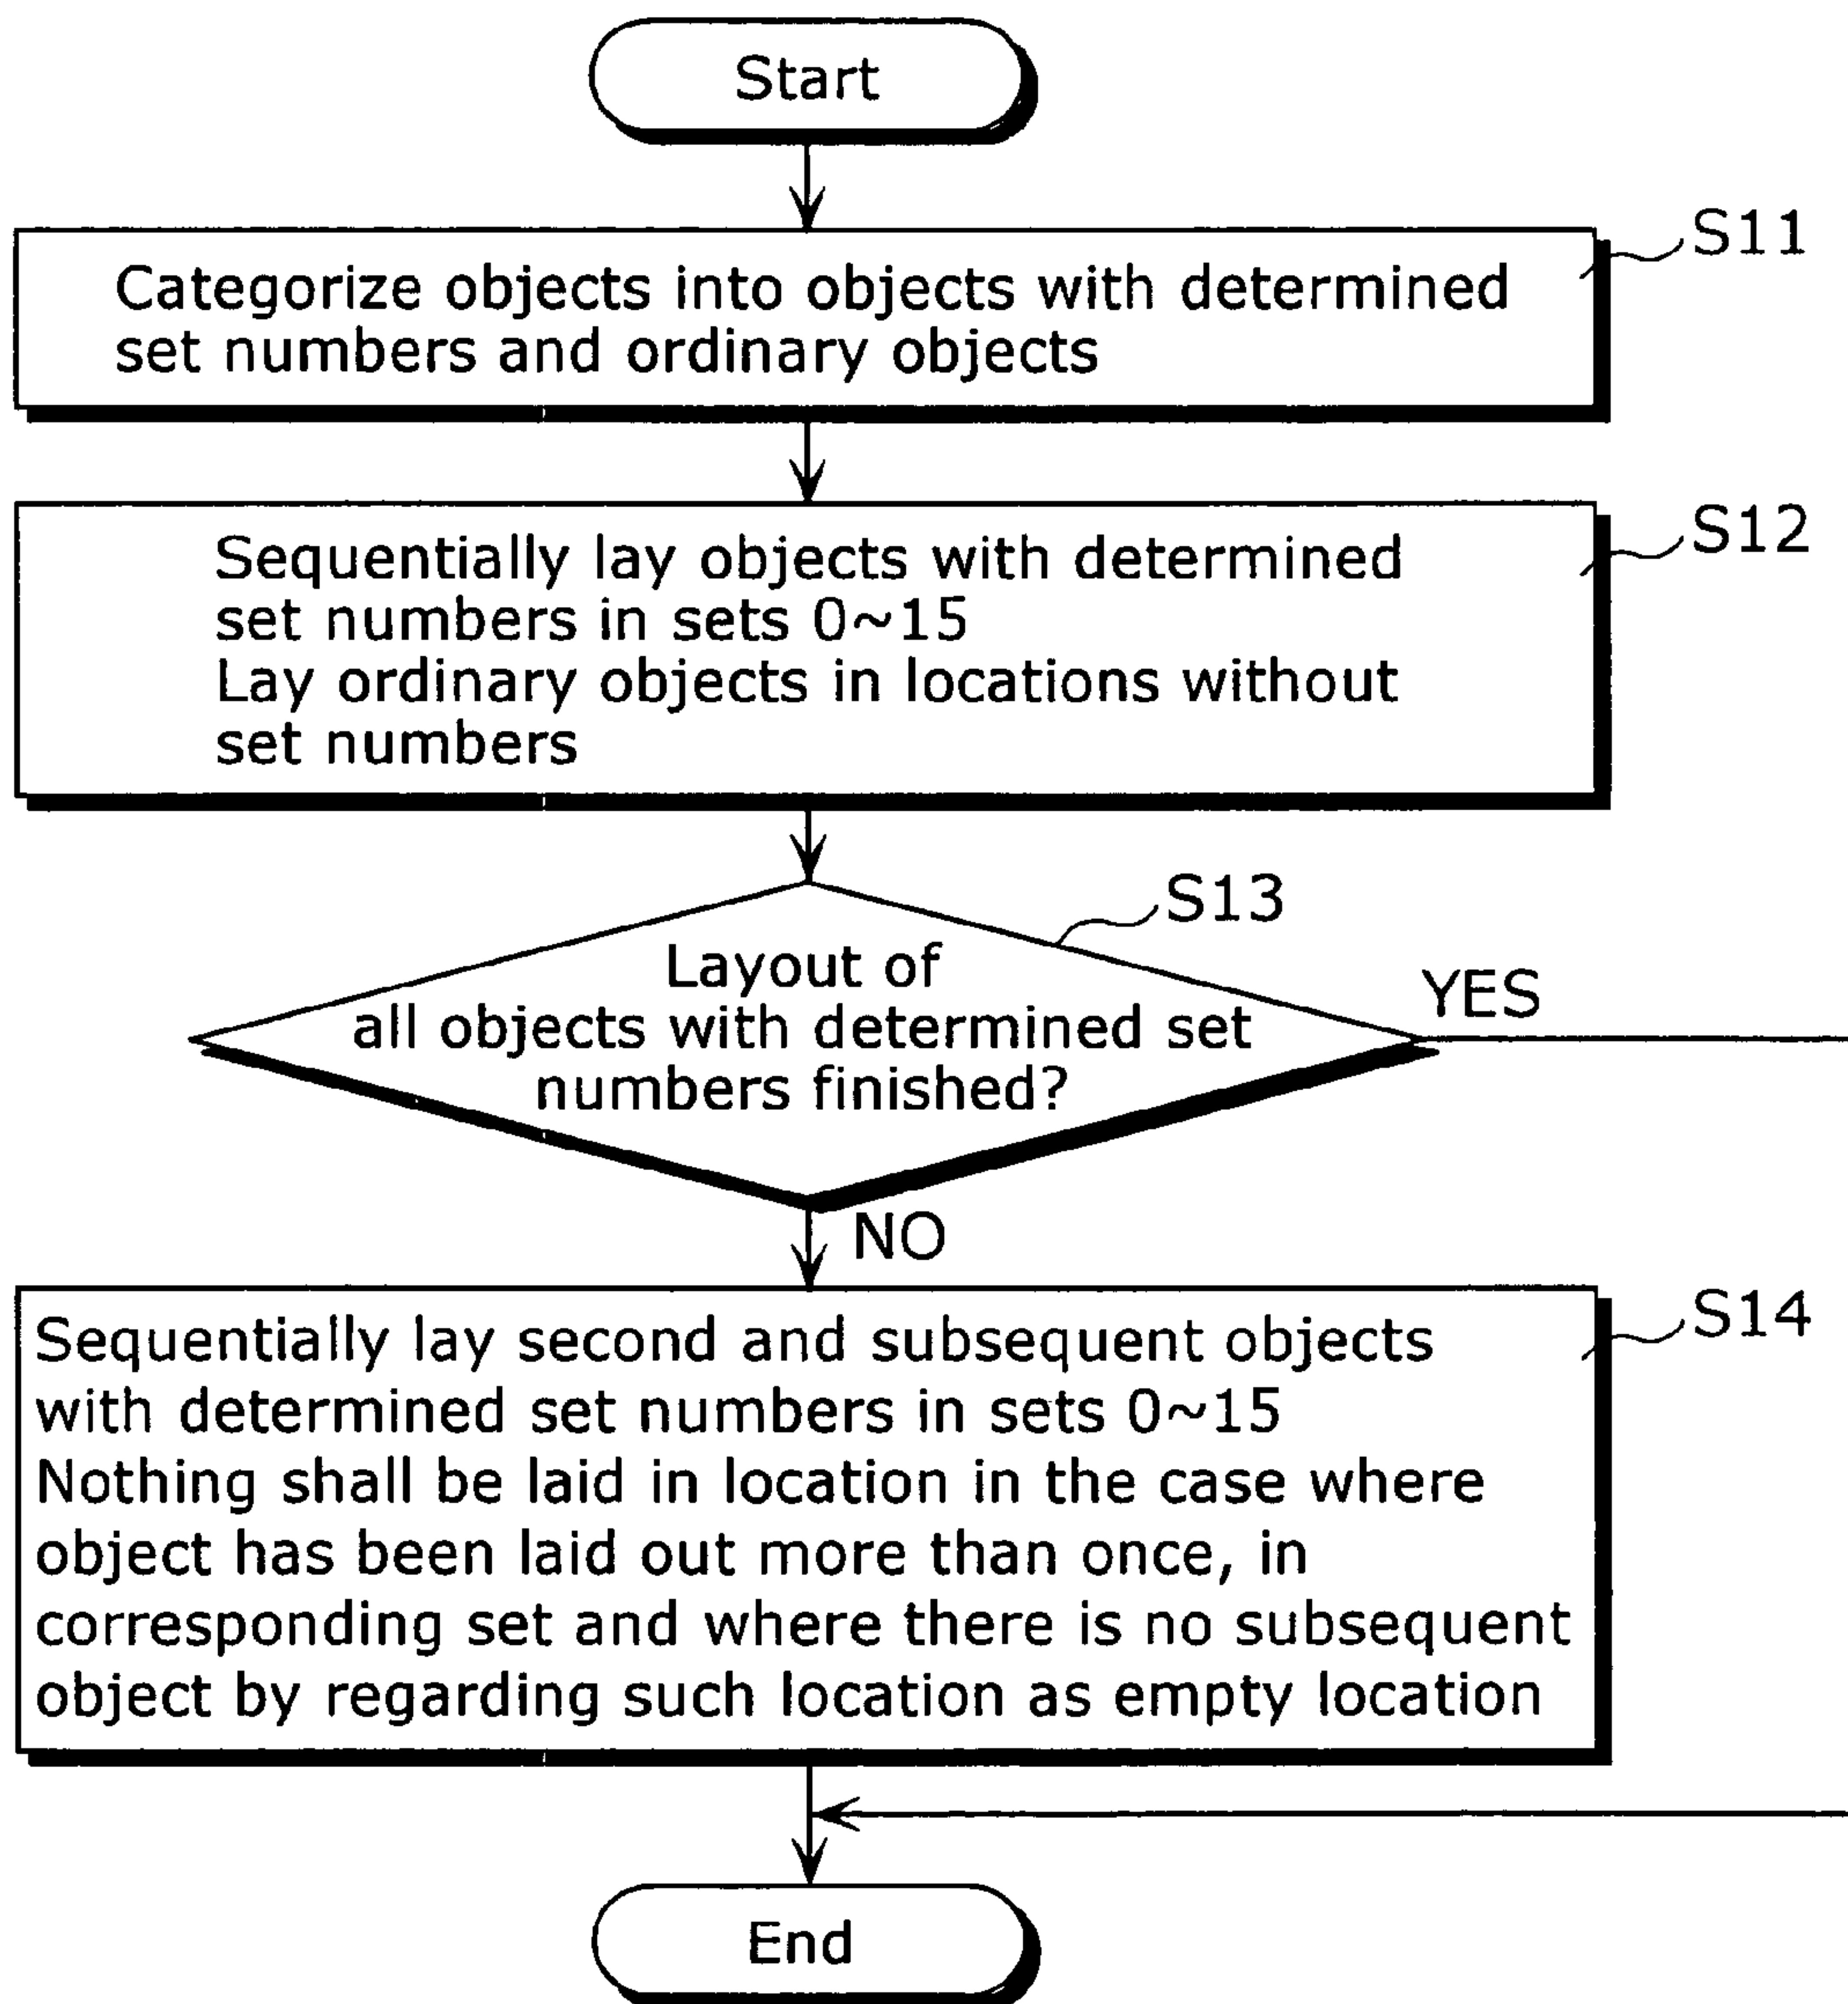 Start
S11
Categorize objects into objects with determined
set numbers and ordinary objects
S12
Sequentially lay objects with determined
set numbers in sets 0~15
Lay ordinary objects in locations without
set numbers
S13
Layout of
all objects with determined set
numbers finished?
YES
NO
S14
Sequentially lay second and subsequent objects
with determined set numbers in sets 0~15
Nothing shall be laid in location in the case where
object has been laid out more than once, in
corresponding set and where there is no subsequent
object by regarding such location as empty location
End